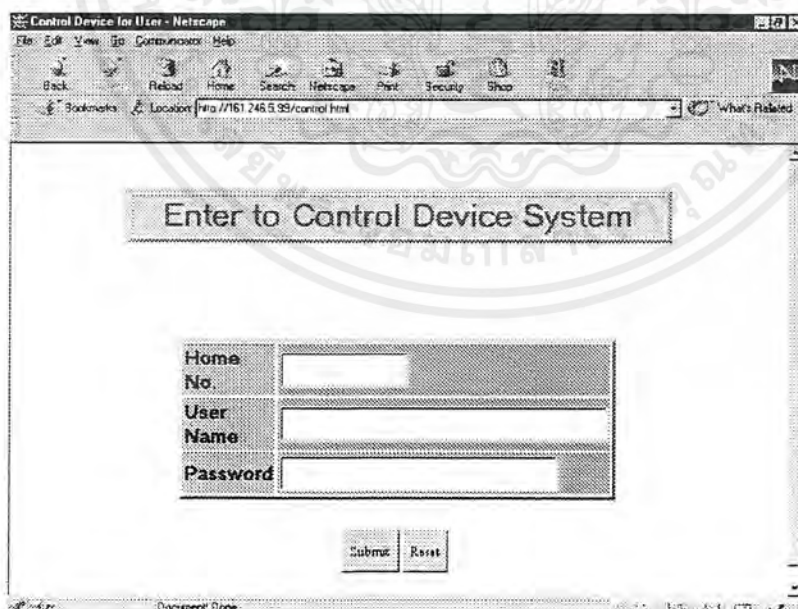 Control Device for User - Netscape
File Edit View Go Communicator Help
Back Reload Home Search Netscape Print Security Shop
Bookmarks Location http://161.246.5.99/control.html What's Related
Enter to Control Device System
Home No.
User Name
Password
Submit Reset
Document: Done